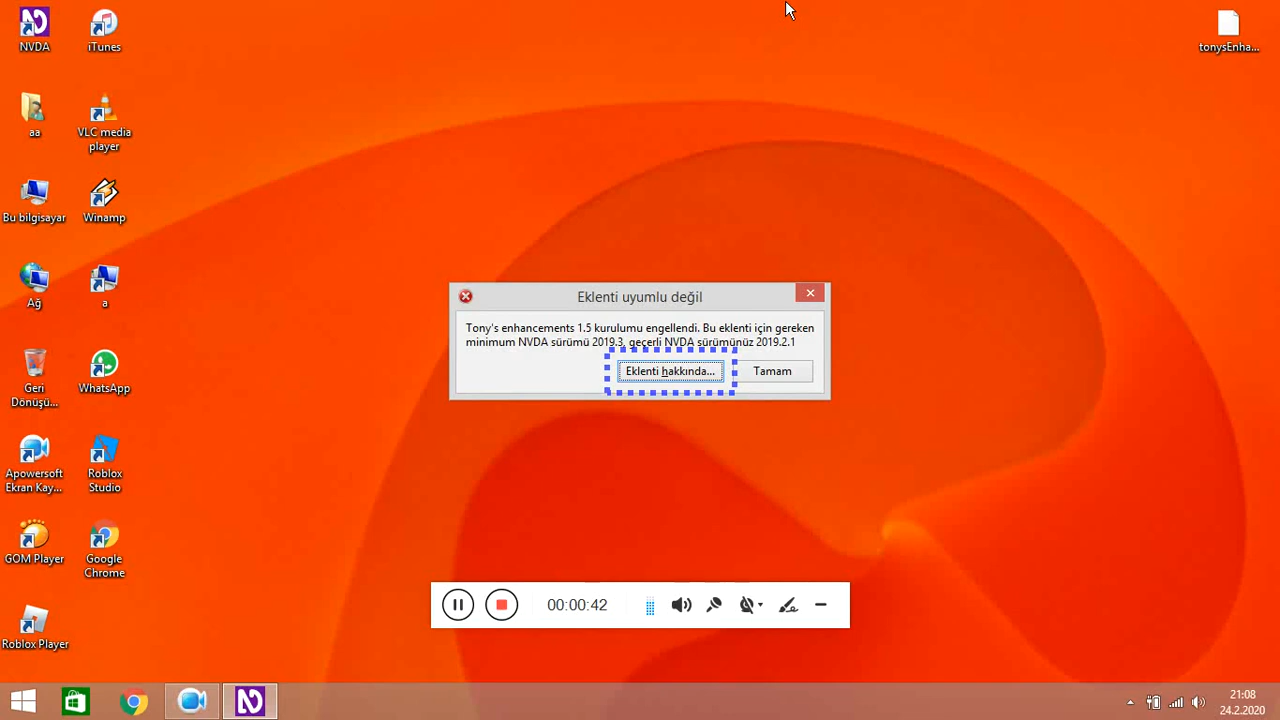 NVDA
iTunes
tonysEnha...
aa
VLC media
player
Bu bilgisayar
Winamp
Ağ
a
Geri
Dönüşü...
WhatsApp
Apowersoft
Ekran Kay...
Roblox
Studio
GOM Player
Google
Chrome
Roblox Player
Eklenti uyumlu değil
Tony's enhancements 1.5 kurulumu engellendi. Bu eklenti için gereken
minimum NVDA sürümü 2019.3, geçerli NVDA sürümünüz 2019.2.1
Eklenti hakkında...
Tamam
00:00:42
21:08
24.2.2020